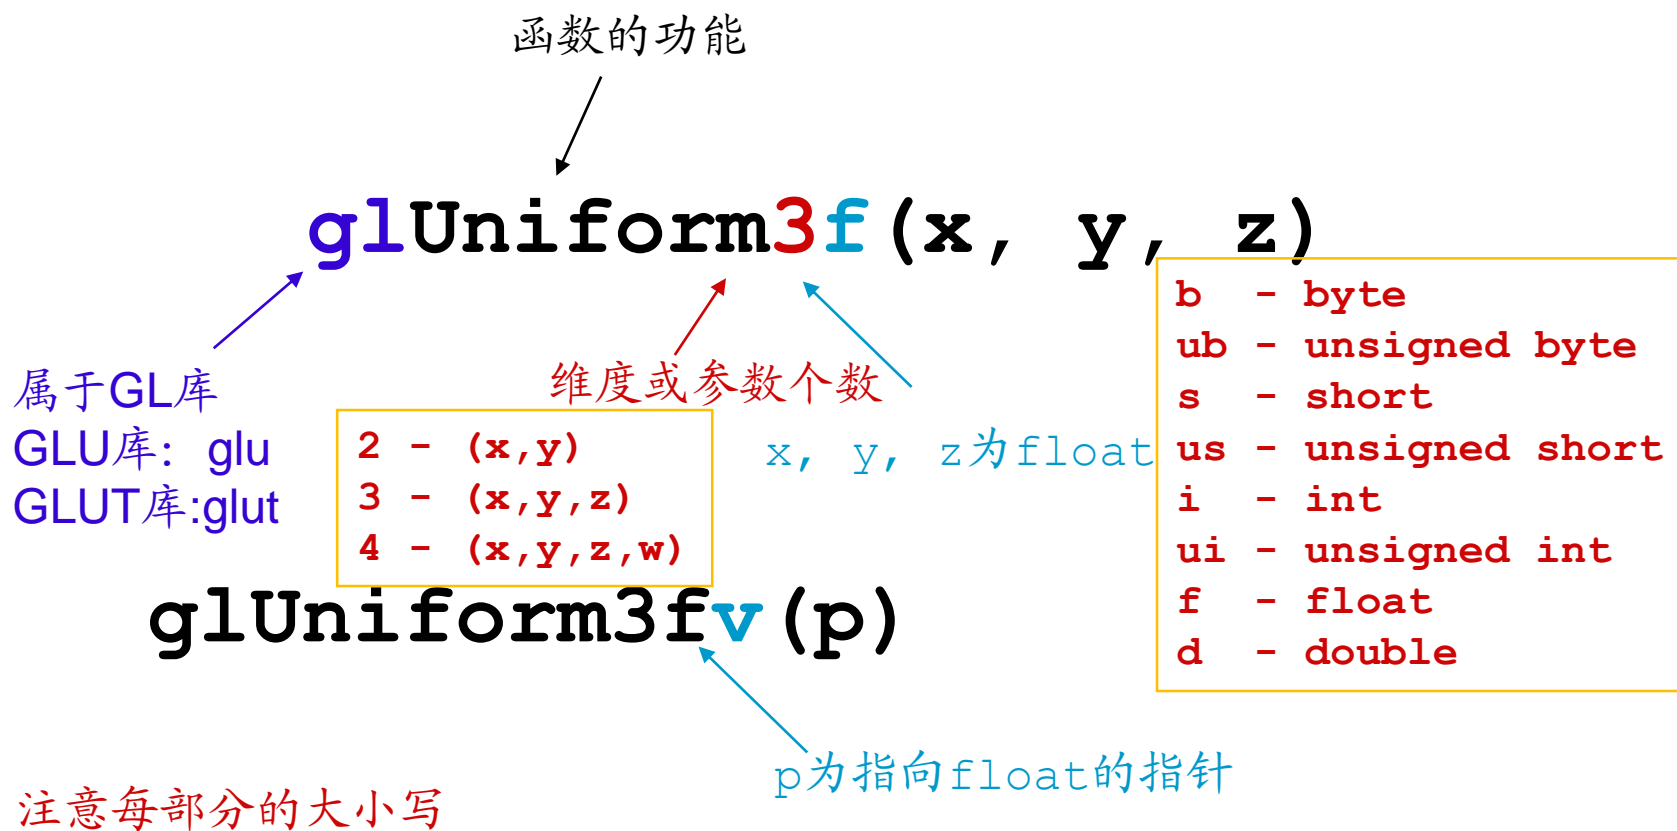 函数的功能
glUniform3f(x, y, z)
属于GL库
GLU库: glu
GLUT库:glut
维度或参数个数
2 - (x,y)
3 - (x,y,z)
4 - (x,y,z,w)
x, y, z为float
b - byte
ub - unsigned byte
s - short
us - unsigned short
i - int
ui - unsigned int
f - float
d - double
glUniform3fv(p)
p为指向float的指针
注意每部分的大小写